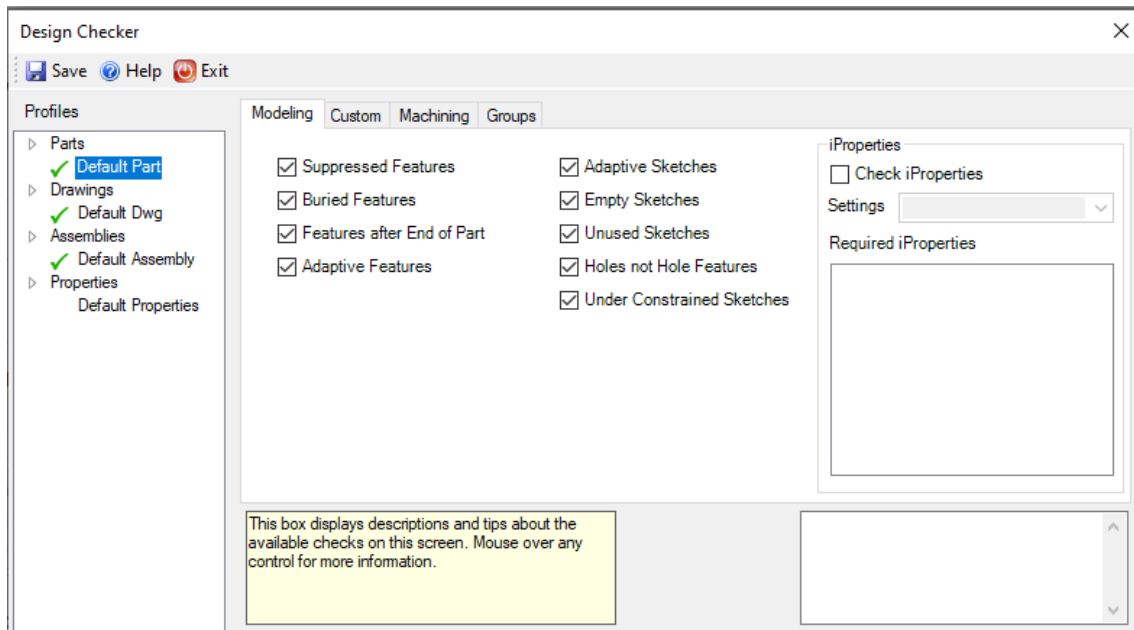 Design Checker
Save Help Exit
Profiles
Parts
Default Part
Drawings
Default Dwg
Assemblies
Default Assembly
Properties
Default Properties
Modeling Custom Machining Groups
Suppressed Features
Buried Features
Features after End of Part
Adaptive Features
Adaptive Sketches
Empty Sketches
Unused Sketches
Holes not Hole Features
Under Constrained Sketches
iProperties
Check iProperties
Settings
Required iProperties
This box displays descriptions and tips about the
available checks on this screen. Mouse over any
control for more information.